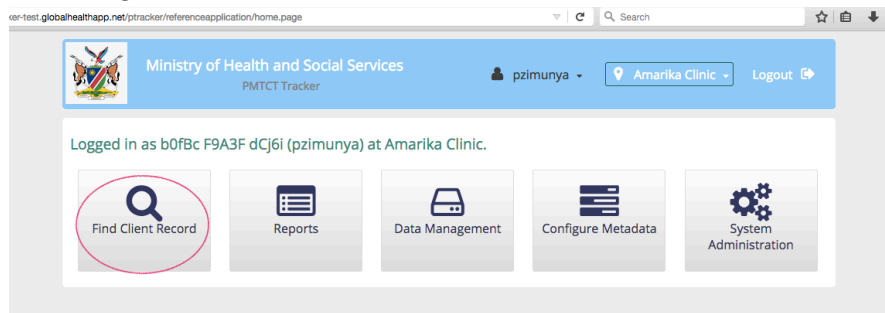 ker-test.globalhealthapp.net/ptracker/referenceapplication/home.page
Search
Ministry of Health and Social Services
PMTCT Tracker
pzimunya
Amarika Clinic
Logout
Logged in as b0fBc F9A3F dCj6i (pzimunya) at Amarika Clinic.
Find Client Record
Reports
Data Management
Configure Metadata
System
Administration